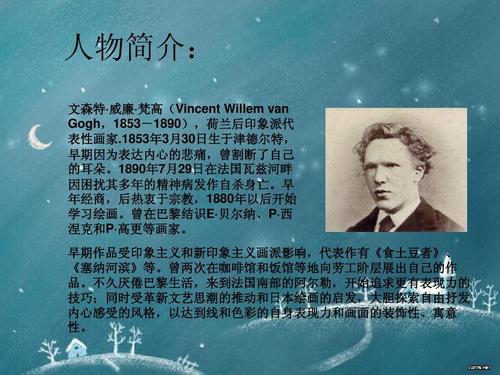 人物简介：
文森特·威廉·梵高（Vincent Willem van
Gogh，1853－1890），荷兰后印象派代
表性画家.1853年3月30日生于津德尔特，
早期因为表达内心的悲痛，曾割断了自己
的耳朵。1890年7月29日在法国瓦兹河畔
因困扰其多年的精神病发作自杀身亡。早
年经商，后热衷于宗教，1880年以后开始
学习绘画。曾在巴黎结识E·贝尔纳、P·西
涅克和P·高更等画家。
早期作品受印象主义和新印象主义画派影响，代表作有《食土豆者》
《塞纳河滨》等。曾两次在咖啡馆和饭馆等地向劳工阶层展出自己的作
品。不久厌倦巴黎生活，来到法国南部的阿尔勒，开始追求更有表现力的
技巧；同时受革新文艺思潮的推动和日本绘画的启发，大胆探索自由抒发
内心感受的风格，以达到线和色彩的自身表现力和画面的装饰性、寓意
性。